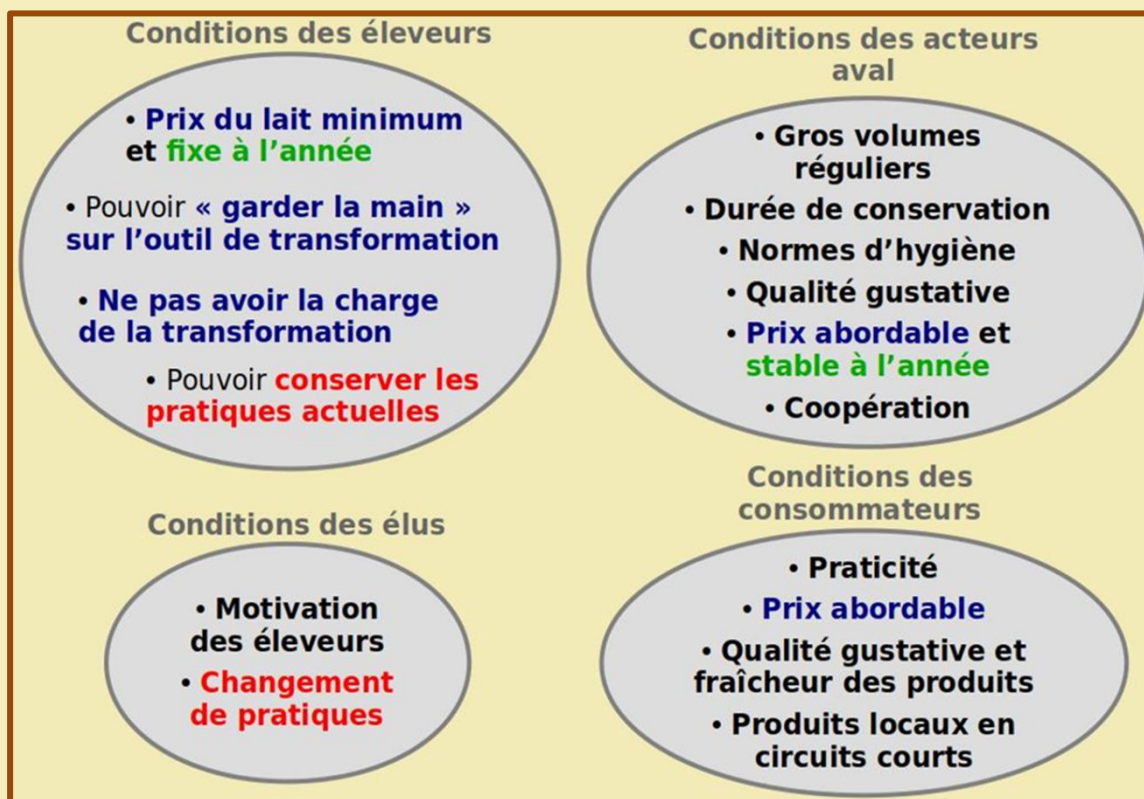 Conditions des éleveurs
• Prix du lait minimum
et fixe à l’année
• Pouvoir « garder la main »
sur l’outil de transformation
• Ne pas avoir la charge
de la transformation
• Pouvoir conserver les
pratiques actuelles
Conditions des acteurs
aval
• Gros volumes
réguliers
• Durée de conservation
• Normes d’hygiène
• Qualité gustative
• Prix abordable et
stable à l’année
• Coopération
Conditions des élus
• Motivation
des éleveurs
• Changement
de pratiques
Conditions des
consommateurs
• Praticité
• Prix abordable
• Qualité gustative et
fraîcheur des produits
• Produits locaux en
circuits courts